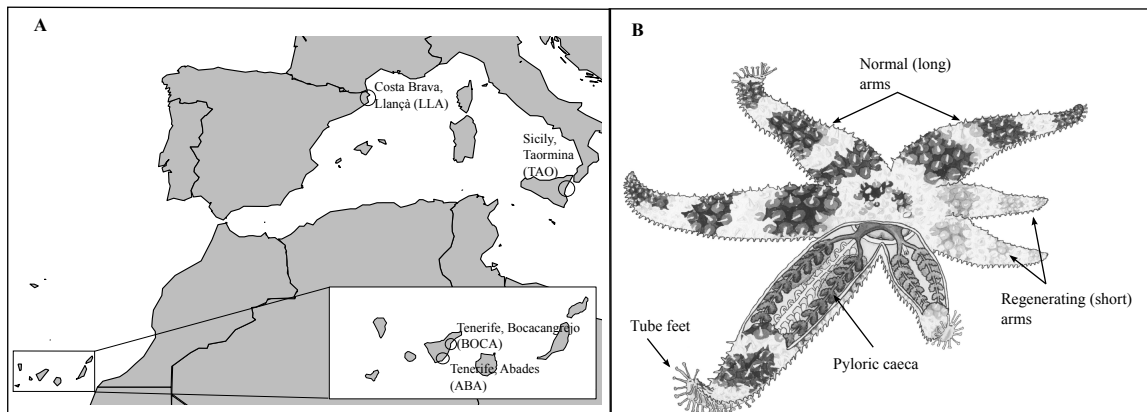 A
Costa Brava,
Llançà (LLA)
Sicily,
Taormina
(TAO)
Tenerife, Bocacangrejo
(BOCA)
Tenerife, Abades
(ABA)
B
Normal (long)
arms
Regenerating (short)
arms
Tube feet
Pyloric caeca